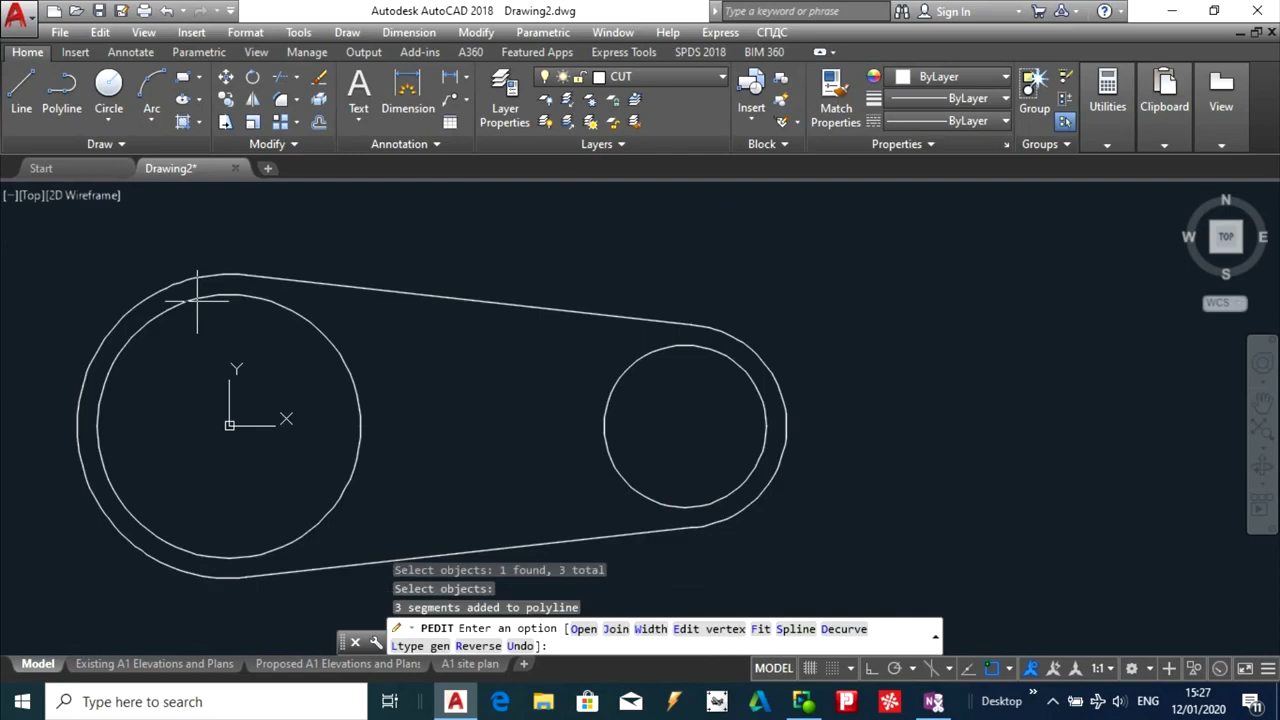 Autodesk AutoCAD 2018 Drawing2.dwg
Type a keyword or phrase
Sign In
File Edit View Insert Format Tools Draw Dimension Modify Parametric Window Help Express СПДС
Home Insert Annotate Parametric View Manage Output Add-ins A360 Featured Apps Express Tools SPDS 2018 BIM 360
CUT
ByLayer
ByLayer
ByLayer
Line Polyline Circle Arc
Text Dimension
Layer Properties
Insert
Match Properties
Group Utilities Clipboard View
Draw Modify Annotation Layers Block Properties Groups
Start Drawing2*
[−][Top][2D Wireframe]
N
W TOP E
S
WCS
Y
X
Select objects: 1 found, 3 total
Select objects:
3 segments added to polyline
PEDIT Enter an option [Open Join Width Edit vertex Fit Spline Decurve
Ltype gen Reverse Undo]:
Model Existing A1 Elevations and Plans Proposed A1 Elevations and Plans A1 site plan
MODEL 1:1
Type here to search
Desktop
ENG
15:27
12/01/2020
11